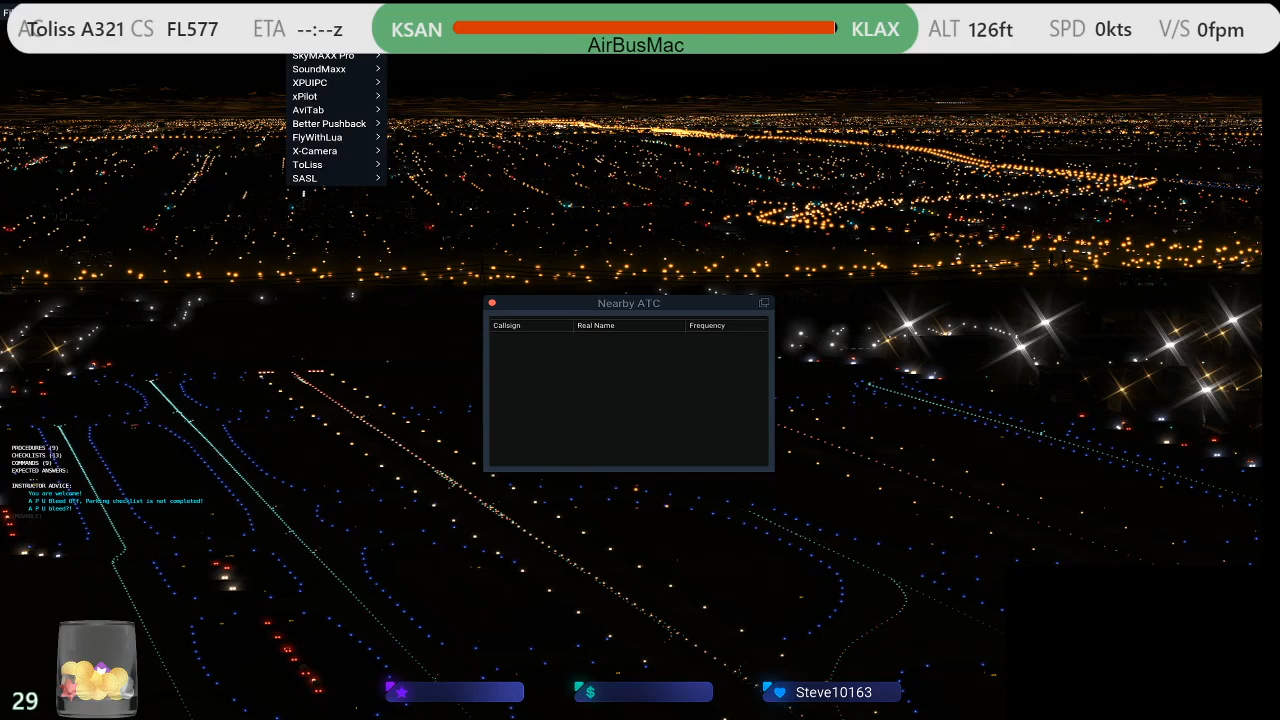 AC Toliss A321 CS FL577 ETA --:--z KSAN KLAX ALT 126ft SPD 0kts V/S 0fpm
AirBusMac
SkyMAXX Pro >
SoundMaxx >
XPUIPC >
xPilot >
AviTab >
Better Pushback >
FlyWithLua >
X-Camera >
ToLiss >
SASL >
Nearby ATC
Callsign Real Name Frequency
PROCEDURES (9)
CHECKLISTS (13)
COMMANDS (9)
EXPECTED ANSWERS:
INSTRUCTOR ADVICE:
You are welcome!
A P U Bleed Off, Parking checklist is not completed!
A P U bleed?!
29
$
Steve10163